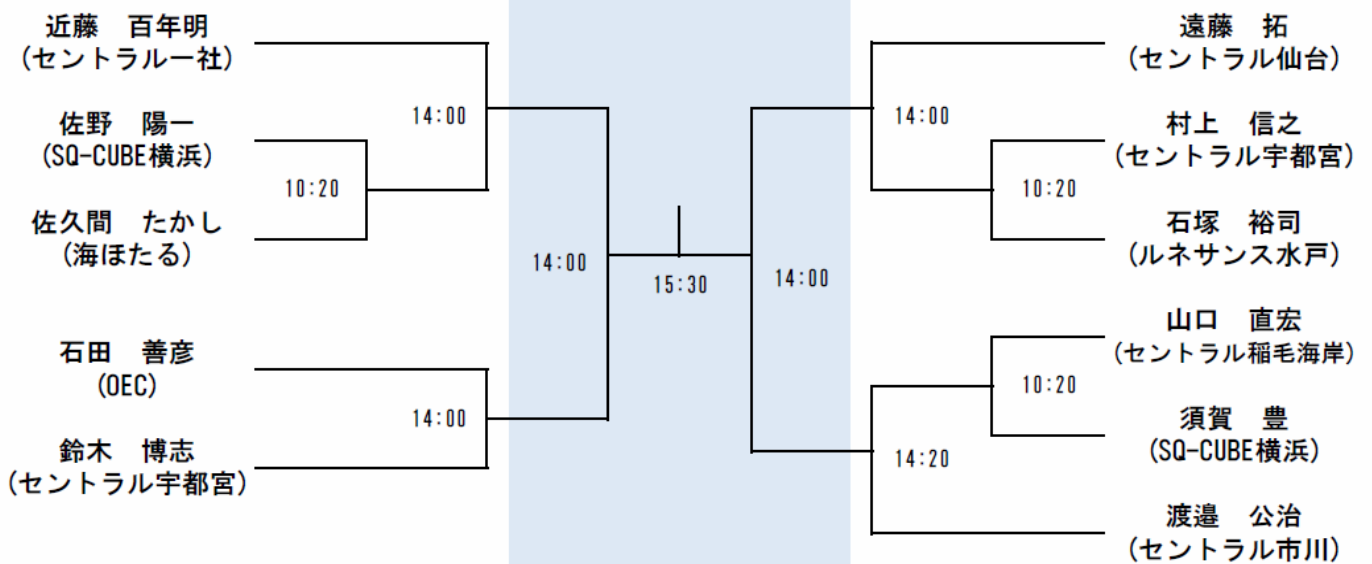 近藤　百年明
(セントラル一社)
14:00
佐野　陽一
(SQ-CUBE横浜)
10:20
佐久間　たかし
(海ほたる)
14:00
石田　善彦
(OEC)
14:00
鈴木　博志
(セントラル宇都宮)
15:30
遠藤　拓
(セントラル仙台)
14:00
村上　信之
(セントラル宇都宮)
10:20
石塚　裕司
(ルネサンス水戸)
14:00
山口　直宏
(セントラル稲毛海岸)
10:20
須賀　豊
(SQ-CUBE横浜)
14:20
渡邉　公治
(セントラル市川)